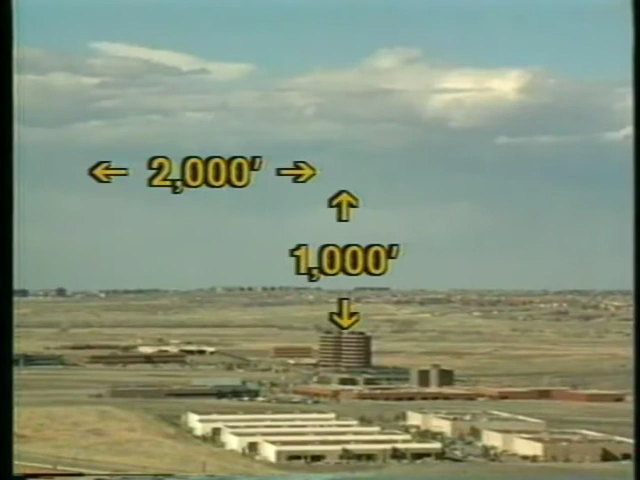 ← 2,000' →
↑
1,000'
↓